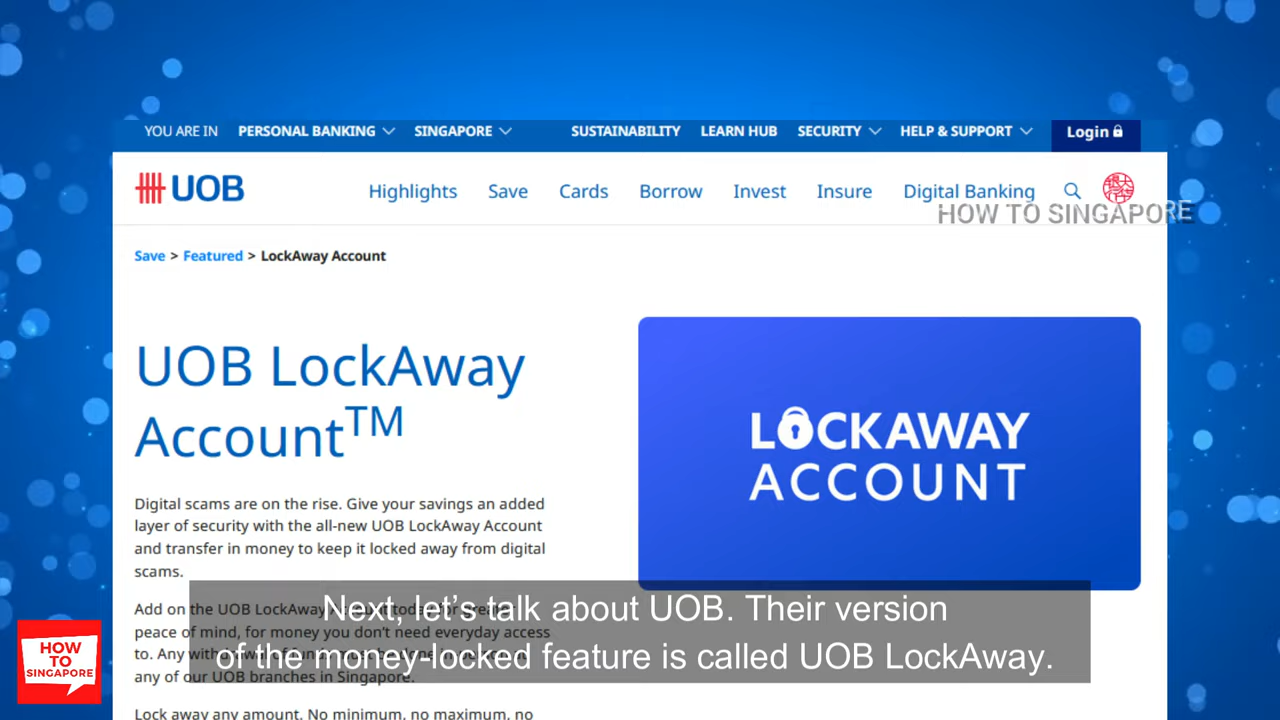 YOU ARE IN PERSONAL BANKING SINGAPORE SUSTAINABILITY LEARN HUB SECURITY HELP & SUPPORT Login
UOB Highlights Save Cards Borrow Invest Insure Digital Banking
HOW TO SINGAPORE
Save > Featured > LockAway Account
UOB LockAway
Account™
LOCKAWAY
ACCOUNT
Digital scams are on the rise. Give your savings an added
layer of security with the all-new UOB LockAway Account
and transfer in money to keep it locked away from digital
scams.
Add on the UOB LockAway
peace of mind, for money you don't need everyday access
to. Any
any of our UOB branches in Singapore.
Lock away any amount. No minimum, no maximum, no
Next, let's talk about UOB. Their version
of the money-locked feature is called UOB LockAway.
HOW
TO
SINGAPORE